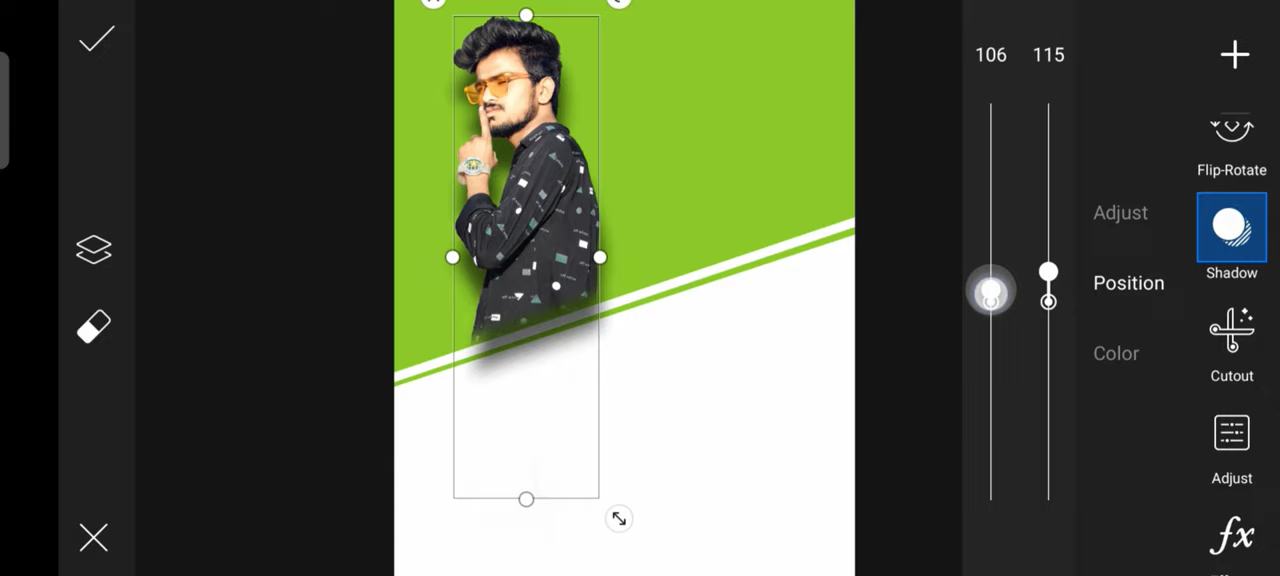 106 115
Flip-Rotate
Adjust
Shadow
Position
Color
Cutout
Adjust
fx